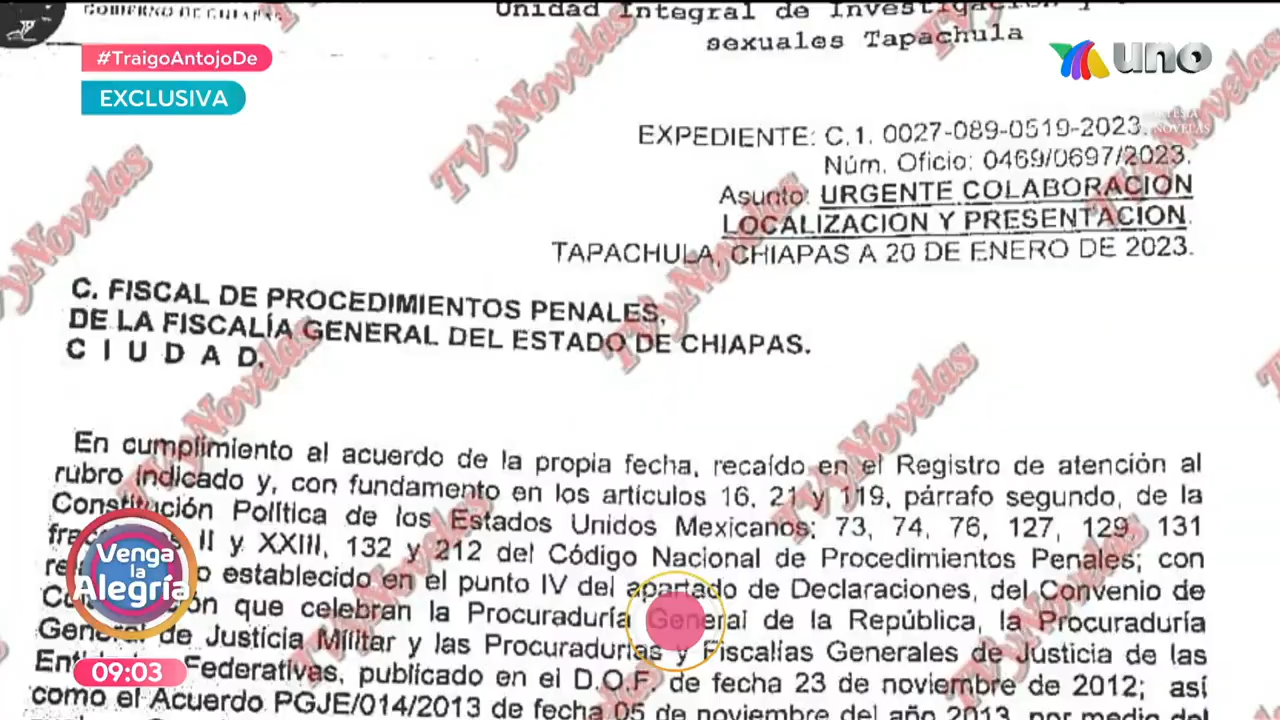 GOBIERNO DE CHIAPAS
Unidad Integral de Investigación y
sexuales Tapachula
#TraigoAntojoDe
EXCLUSIVA
uno
EXPEDIENTE: C.1. 0027-089-0519-2023.
Núm. Oficio: 0469/0697/2023.
Asunto: URGENTE COLABORACION
LOCALIZACION Y PRESENTACION.
TAPACHULA, CHIAPAS A 20 DE ENERO DE 2023.
C. FISCAL DE PROCEDIMIENTOS PENALES,
DE LA FISCALÍA GENERAL DEL ESTADO DE CHIAPAS.
C I U D A D.
En cumplimiento al acuerdo de la propia fecha, recaído en el Registro de atención al
rubro indicado y, con fundamento en los artículos 16, 21 y 119, párrafo segundo, de la
Constitución Política de los Estados Unidos Mexicanos; 73, 74, 76, 127, 129, 131
II y XXIII, 132 y 212 del Código Nacional de Procedimientos Penales; con
establecido en el punto IV del apartado de Declaraciones, del Convenio de
que celebran la Procuraduría General de la República, la Procuraduría
General de Justicia Militar y las Procuradurías y Fiscalías Generales de Justicia de las
Federativas, publicado en el D.O.F. de fecha 23 de noviembre de 2012; así
como el Acuerdo PGJE/014/2013 de fecha 05 de noviembre del año 2013, por medio del
TVyNovelas
TVyNovelas
TVyNovelas
TVyNovelas
TVyNovelas
Venga
la
Alegría
09:03